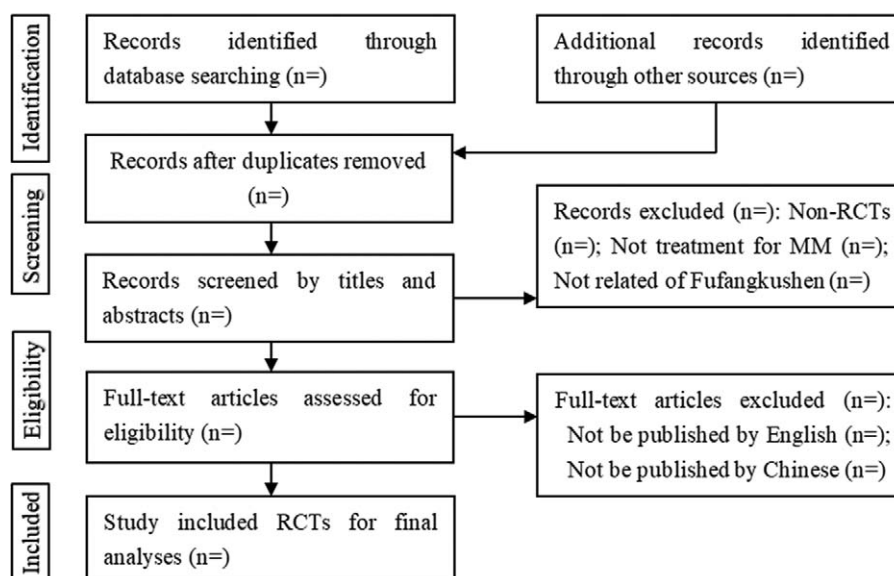 Identification
Records identified through
database searching (n=)
Additional records identified
through other sources (n=)
Records after duplicates removed
(n=)
Screening
Records excluded (n=): Non-RCTs
(n=); Not treatment for MM (n=);
Not related of Fufangkushen (n=)
Records screened by titles and
abstracts (n=)
Eligibility
Full-text articles assessed for
eligibility (n=)
Full-text articles excluded (n=):
Not be published by English (n=);
Not be published by Chinese (n=)
Included
Study included RCTs for final
analyses (n=)